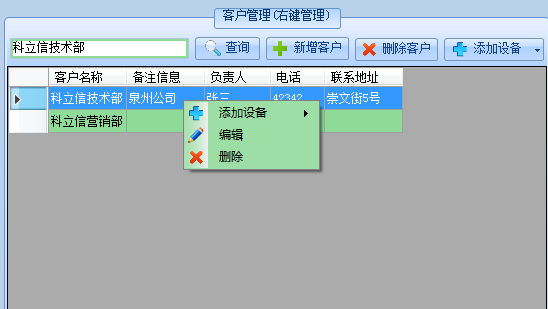 客户管理(右键管理)
科立信技术部 查询 新增客户 删除客户 添加设备
客户名称 备注信息 负责人 电话 联系地址
科立信技术部 泉州公司 张三 42342 崇文街5号
科立信营销部
添加设备
编辑
删除